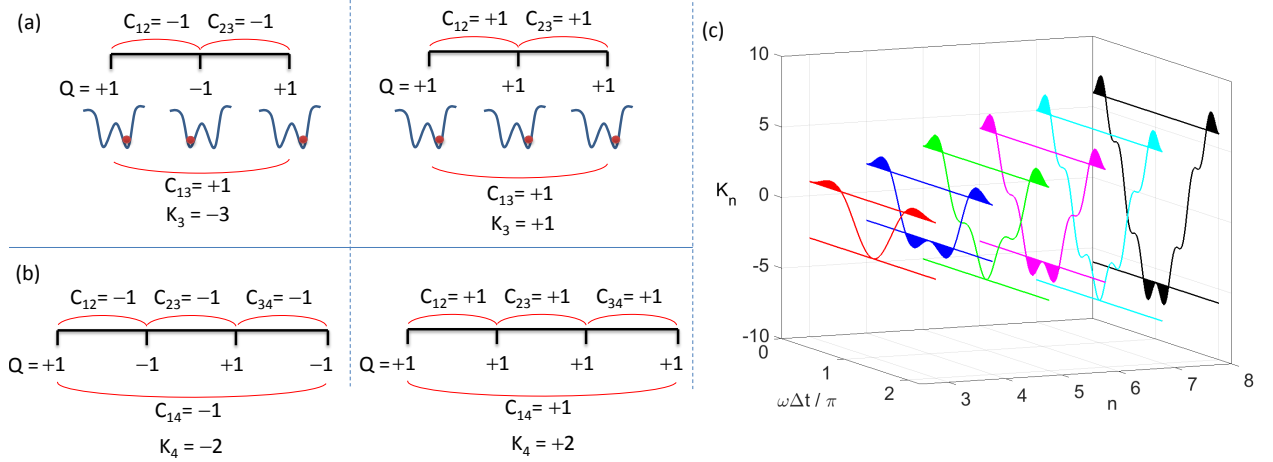 (a)
C12= −1 C23= −1
Q = +1 −1 +1
C13= +1
K3 = −3
C12= +1 C23= +1
Q = +1 +1 +1
C13= +1
K3 = +1
(b)
C12= −1 C23= −1 C34= −1
Q = +1 −1 +1 −1
C14= −1
K4 = −2
C12= +1 C23= +1 C34= +1
Q = +1 +1 +1 +1
C14= +1
K4 = +2
(c)
10
5
0
-5
-10
Kn
0 1 2
ωΔt / π
3 4 5 6 7 8
n